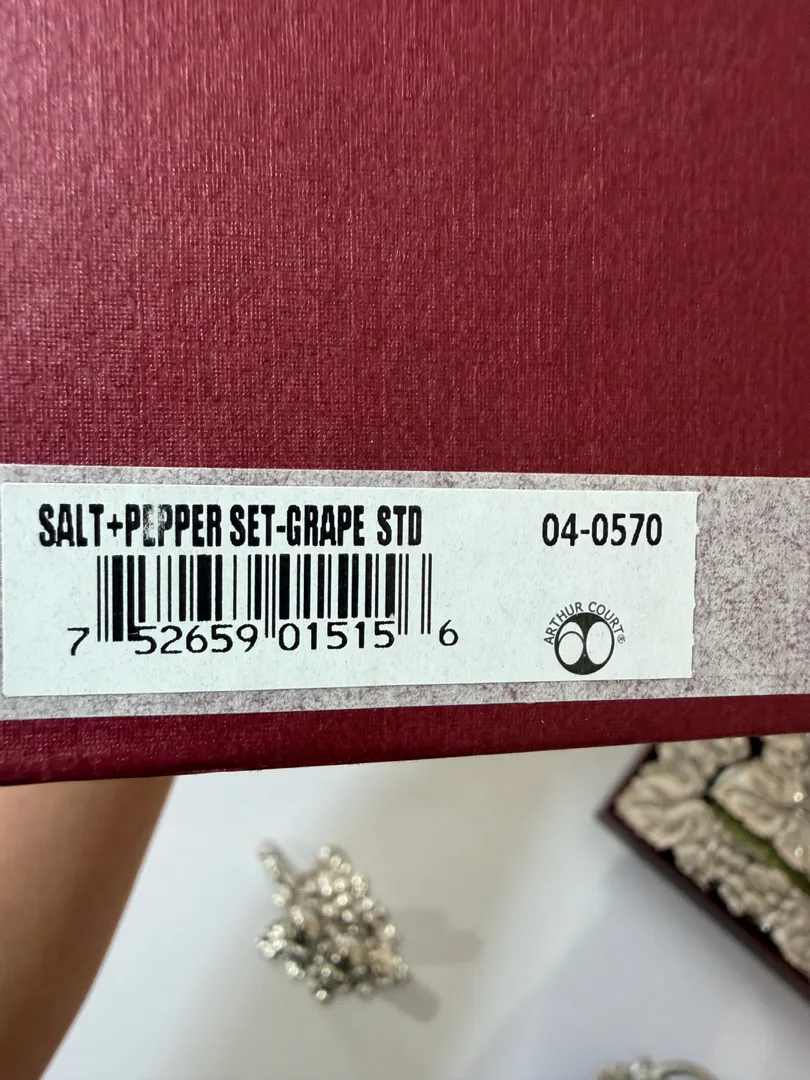 SALT+PEPPER SET-GRAPE STD 04-0570
7 52659 01515 6
ARTHUR COURT®